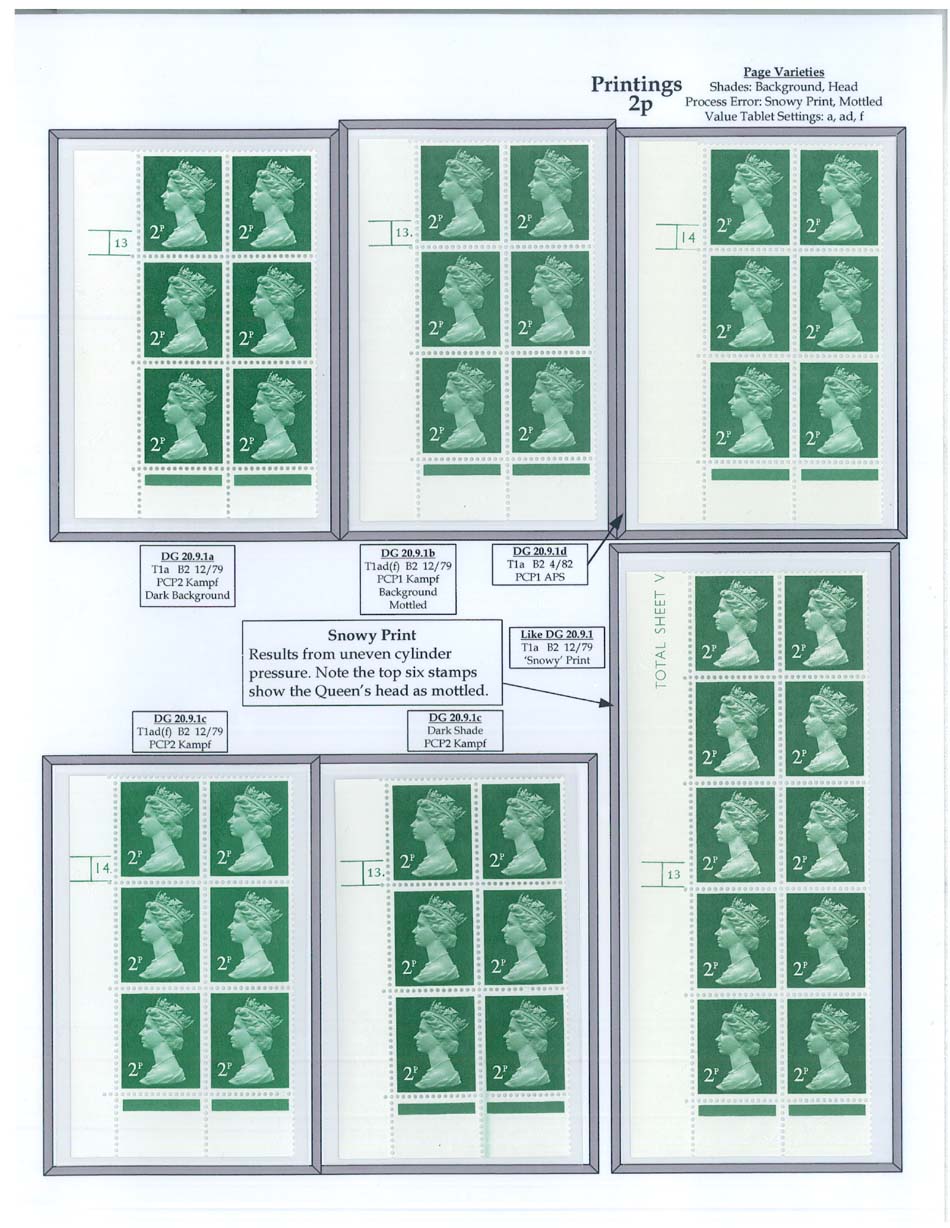 Printings
2p
Page Varieties
Shades: Background, Head
Process Error: Snowy Print, Mottled
Value Tablet Settings: a, ad, f
2P 2P
13
2P 2P
2P 2P
2P 2P
13.
2P 2P
2P 2P
2P 2P
14
2P 2P
2P 2P
DG 20.9.1a
T1a B2 12/79
PCP2 Kampf
Dark Background
DG 20.9.1b
T1ad(f) B2 12/79
PCP1 Kampf
Background
Mottled
DG 20.9.1d
T1a B2 4/82
PCP1 APS
Snowy Print
Results from uneven cylinder
pressure. Note the top six stamps
show the Queen's head as mottled.
Like DG 20.9.1
T1a B2 12/79
'Snowy' Print
TOTAL SHEET V
2P 2P
2P 2P
2P 2P
13
2P 2P
2P 2P
DG 20.9.1c
T1ad(f) B2 12/79
PCP2 Kampf
DG 20.9.1c
Dark Shade
PCP2 Kampf
2P 2P
14.
2P 2P
2P 2P
2P 2P
13.
2P 2P
2P 2P